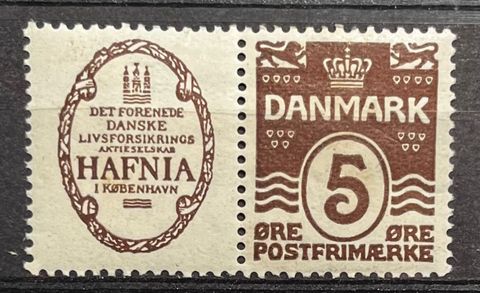 DET FORENEDE
DANSKE
LIVSFORSIKRINGS
AKTIESELSKAB
HAFNIA
I KØBENHAVN
DANMARK
5
ØRE ØRE
POSTFRIMÆRKE